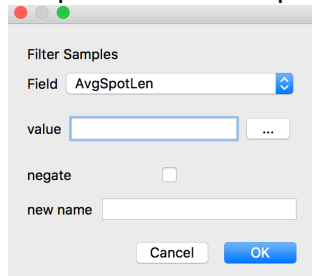 Filter Samples
Field AvgSpotLen
value ...
negate
new name
Cancel OK